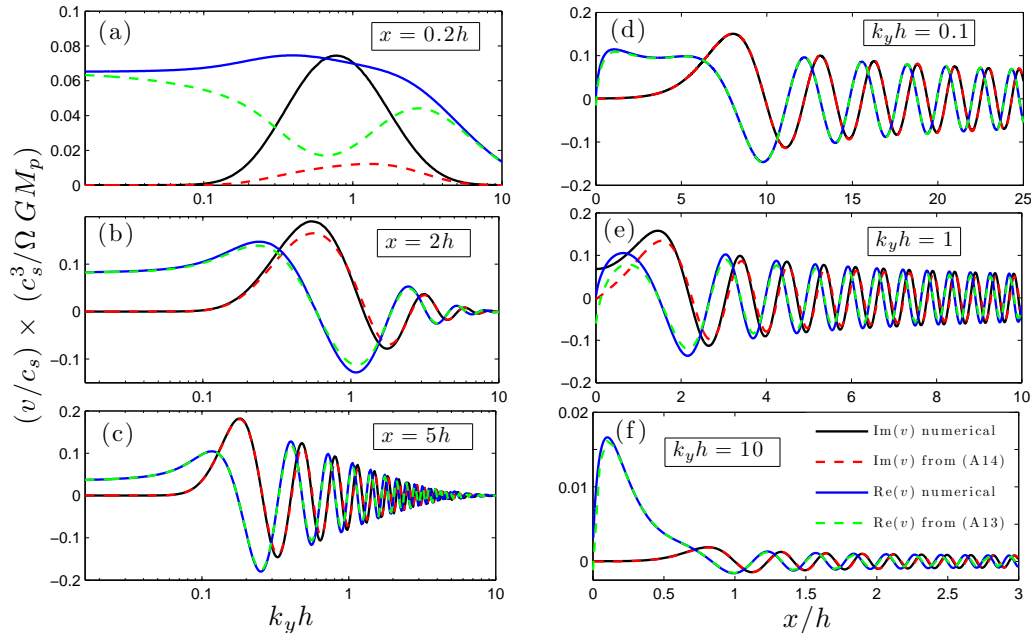 (v/c_s) × (c_s^3/Ω GM_p)
(a)
x = 0.2h
0.1
0.08
0.06
0.04
0.02
0
0.1
1
10
(b)
x = 2h
0.1
0
−0.1
0.1
1
10
(c)
x = 5h
0.2
0.1
0
−0.1
−0.2
0.1
1
10
k_y h
(d)
k_y h = 0.1
0.2
0.1
0
−0.1
−0.2
0 5 10 15 20 25
(e)
k_y h = 1
0.2
0.1
0
−0.1
−0.2
0 2 4 6 8 10
(f)
k_y h = 10
0.02
0.01
0
Im(v) numerical
Im(v) from (A14)
Re(v) numerical
Re(v) from (A13)
0 0.5 1 1.5 2 2.5 3
x/h